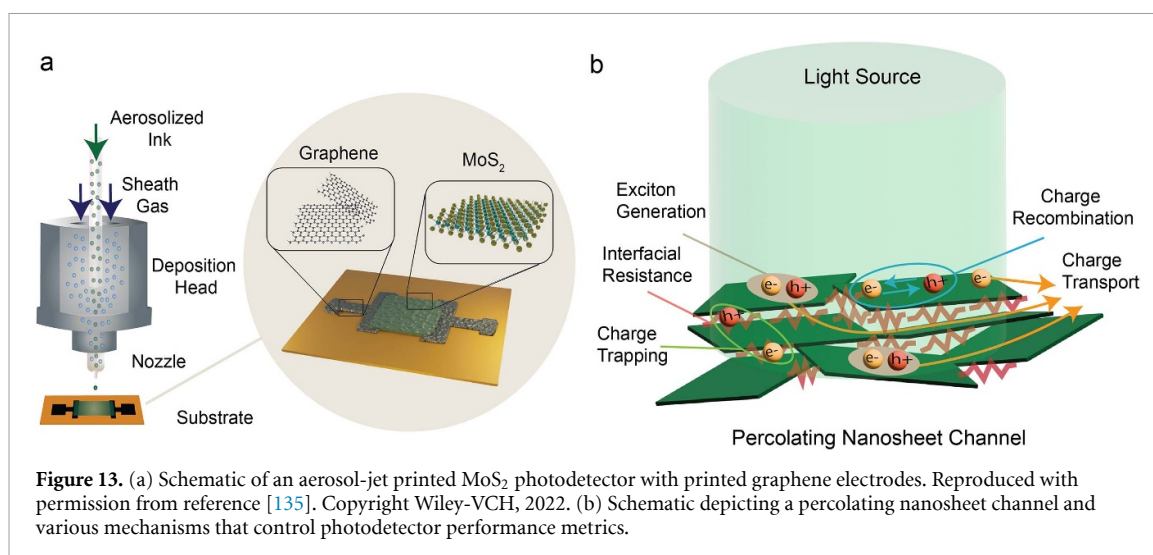 a
Aerosolized
Ink
Sheath
Gas
Deposition
Head
Nozzle
Substrate
Graphene
MoS₂
b
Light Source
Exciton
Generation
Interfacial
Resistance
Charge
Trapping
Charge
Recombination
Charge
Transport
e-
h+
e-
h+
e-
h+
e-
e-
h+
Percolating Nanosheet Channel
Figure 13. (a) Schematic of an aerosol-jet printed MoS₂ photodetector with printed graphene electrodes. Reproduced with
permission from reference [135]. Copyright Wiley-VCH, 2022. (b) Schematic depicting a percolating nanosheet channel and
various mechanisms that control photodetector performance metrics.